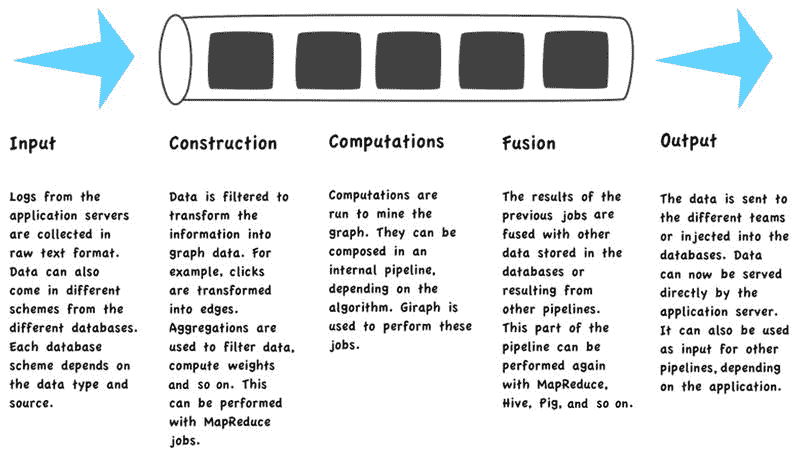 Input
Logs from the
application servers
are collected in
raw text format.
Data can also
come in different
schemes from the
different databases.
Each database
scheme depends on
the data type and
source.
Construction
Data is filtered to
transform the
information into
graph data. For
example, clicks
are transformed
into edges.
Aggregations are
used to filter data,
compute weights
and so on. This
can be performed
with MapReduce
jobs.
Computations
Computations are
run to mine the
graph. They can be
composed in an
internal pipeline,
depending on the
algorithm. Giraph is
used to perform these
jobs.
Fusion
The results of the
previous jobs are
fused with other
data stored in the
databases or
resulting from
other pipelines.
This part of the
pipeline can be
performed again
with MapReduce,
Hive, Pig, and so on.
Output
The data is sent to
the different teams
or injected into the
databases. Data
can now be served
directly by the
application server.
It can also be used
as input for other
pipelines, depending
on the application.